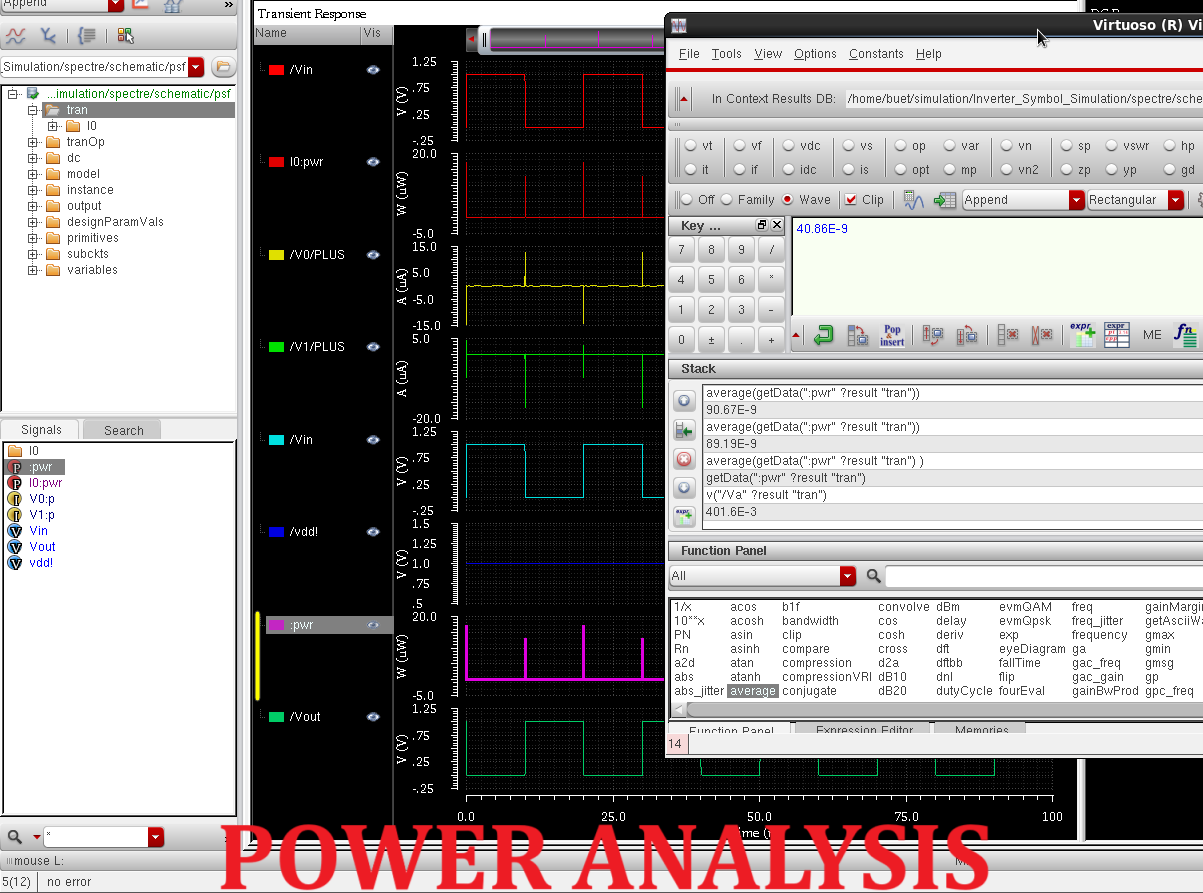 Append
»
Simulation/spectre/schematic/psf
...imulation/spectre/schematic/psf
tran
I0
tranOp
dc
model
instance
output
designParamVals
primitives
subckts
variables
Signals Search
I0
:pwr
I0:pwr
V0:p
V1:p
Vin
Vout
vdd!
*
mouse L:
5(12) no error
Transient Response
Name Vis
/Vin
I0:pwr
/V0/PLUS
/V1/PLUS
/Vin
/vdd!
:pwr
/Vout
V (V)
1.25
.75
.25
-.25
W (uW)
20.0
-5.0
A (uA)
15.0
5.0
-5.0
-15.0
A (uA)
5.0
-20.0
V (V)
1.25
.75
.25
-.25
V (V)
1.5
1.25
1.0
.75
.5
W (uW)
20.0
-5.0
V (V)
1.25
.75
.25
-.25
0.0 25.0 50.0 75.0 100
Virtuoso (R) Vi
File Tools View Options Constants Help
In Context Results DB: /home/buet/simulation/Inverter_Symbol_Simulation/spectre/sche
vt vf vdc vs op var vn sp vswr hp
it if idc is opt mp vn2 zp yp gd
Off Family Wave Clip Append Rectangular
Key ...
7 8 9 /
4 5 6 *
1 2 3 -
0 ± . +
40.86E-9
Pop
insert
expr
expr
ME
fn
Stack
average(getData(":pwr" ?result "tran"))
90.67E-9
average(getData(":pwr" ?result "tran"))
89.19E-9
average(getData(":pwr" ?result "tran") )
getData(":pwr" ?result "tran")
v("/Va" ?result "tran")
401.6E-3
expr
Function Panel
All
1/x acos b1f convolve dBm evmQAM freq gainMargi
10**x acosh bandwidth cos delay evmQpsk freq_jitter getAsciiWa
PN asin clip cosh deriv exp frequency gmax
Rn asinh compare cross dft eyeDiagram ga gmin
a2d atan compression d2a dftbb fallTime gac_freq gmsg
abs atanh compressionVRI dB10 dnl flip gac_gain gp
abs_jitter average conjugate dB20 dutyCycle fourEval gainBwProd gpc_freq
Function Panel Expression Editor Memories
14
POWER ANALYSIS